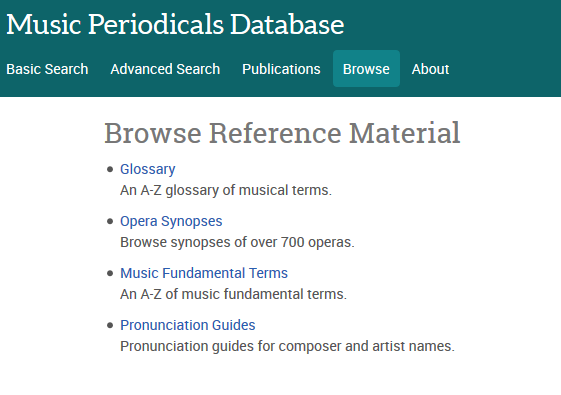 Music Periodicals Database
Basic Search Advanced Search Publications Browse About
Browse Reference Material
Glossary
An A-Z glossary of musical terms.
Opera Synopses
Browse synopses of over 700 operas.
Music Fundamental Terms
An A-Z of music fundamental terms.
Pronunciation Guides
Pronunciation guides for composer and artist names.